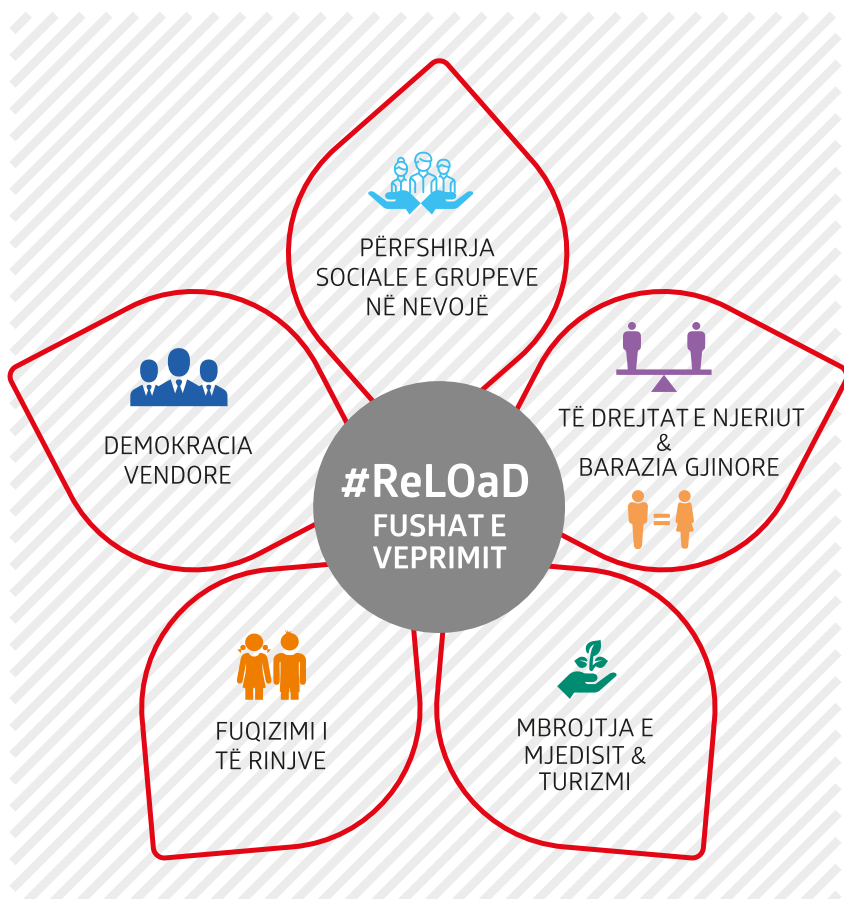 PËRFSHIRJA
SOCIALE E GRUPEVE
NË NEVOJË
DEMOKRACIA
VENDORE
TË DREJTAT E NJERIUT
&
BARAZIA GJINORE
#ReLOaD
FUSHAT E
VEPRIMIT
FUQIZIMI I
TË RINJVE
MBROJTJA E
MJEDISIT &
TURIZMI